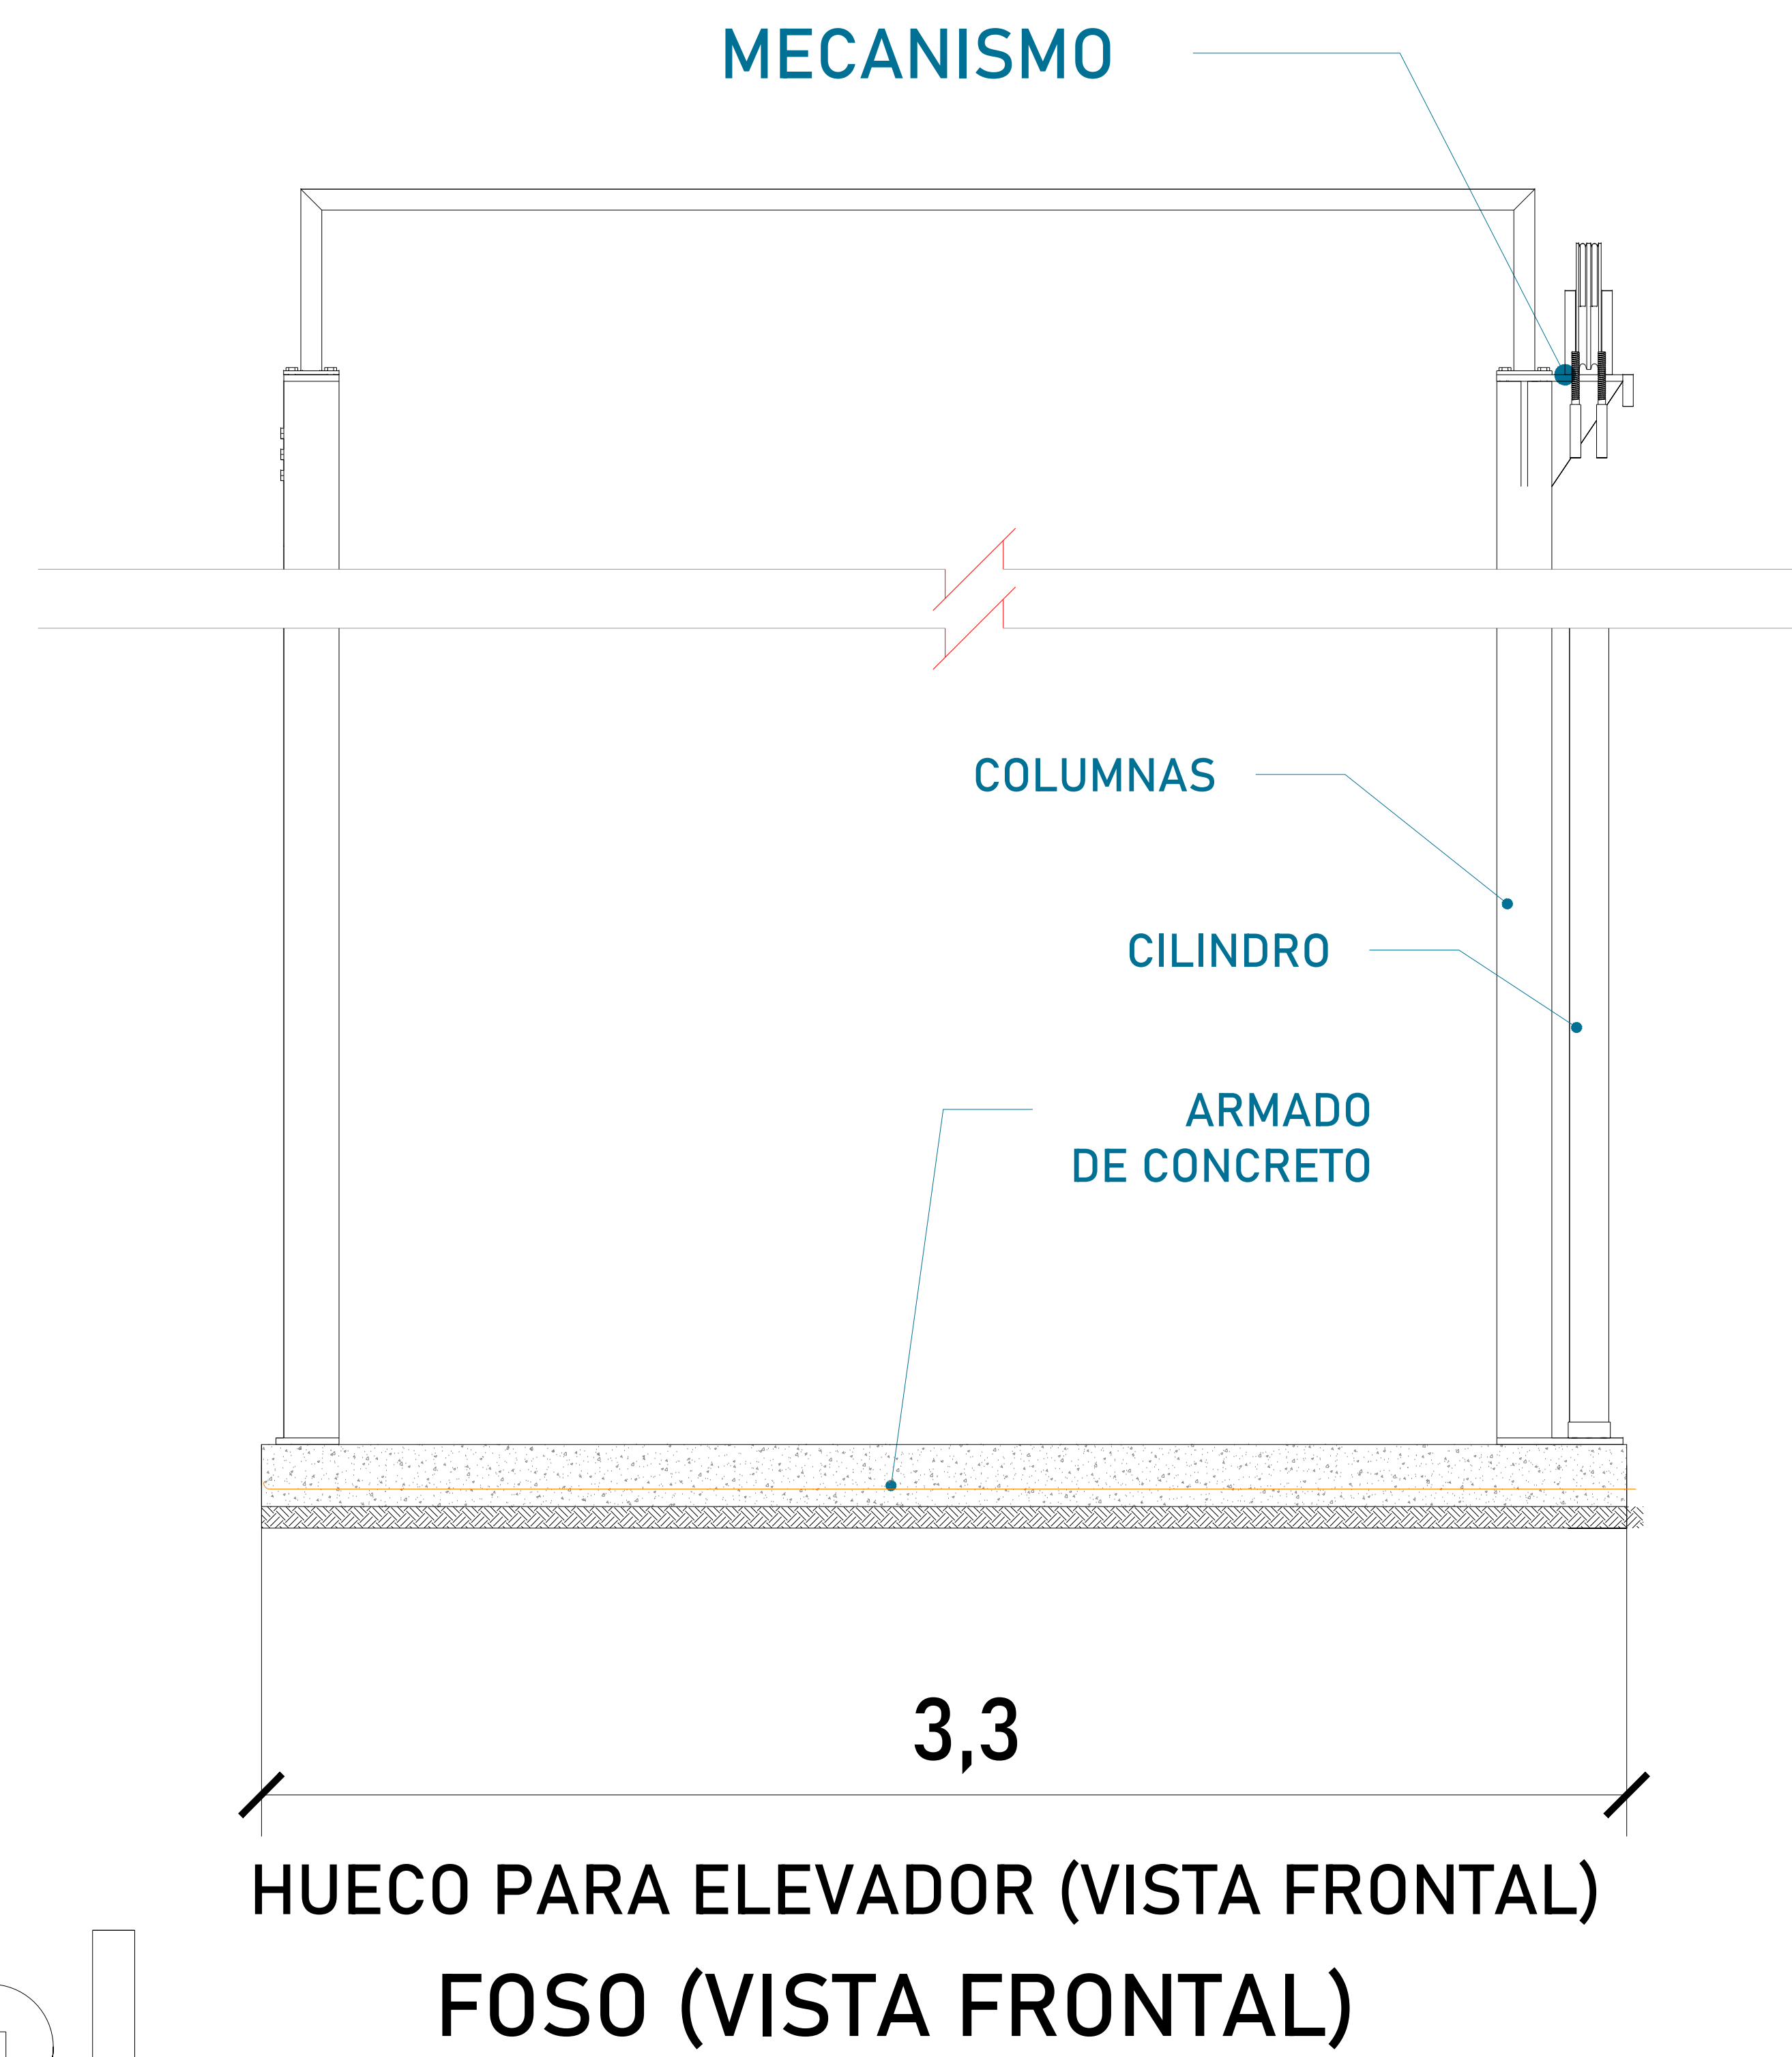 MECANISMO
COLUMNAS
CILINDRO
ARMADO
DE CONCRETO
3,3
HUECO PARA ELEVADOR (VISTA FRONTAL)
FOSO (VISTA FRONTAL)